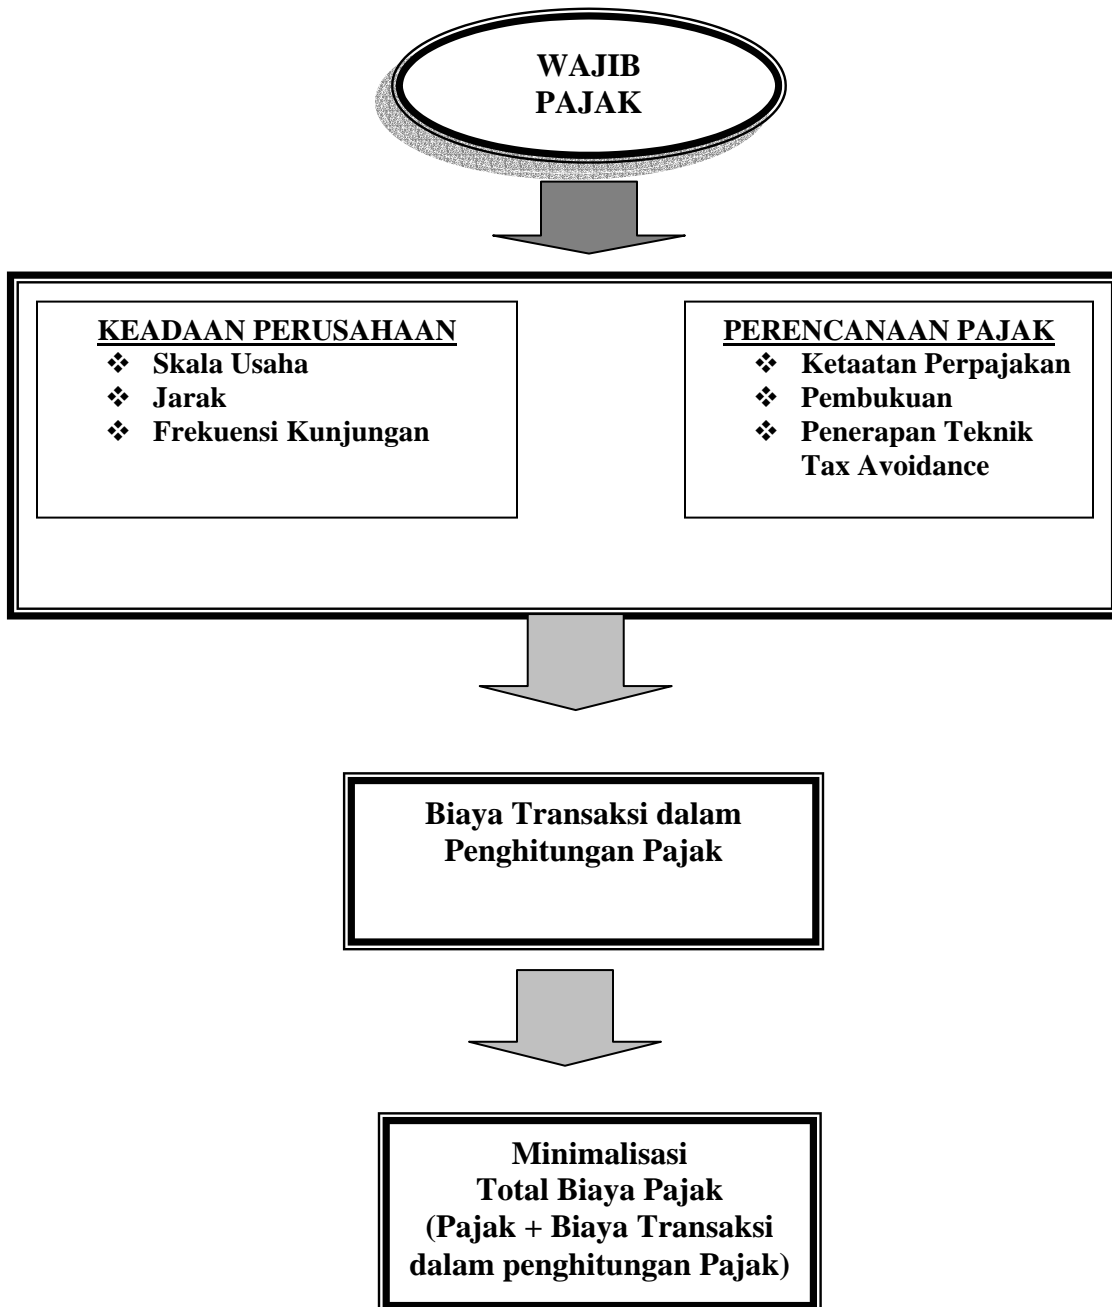 WAJIB
PAJAK
KEADAAN PERUSAHAAN
❖ Skala Usaha
❖ Jarak
❖ Frekuensi Kunjungan
PERENCANAAN PAJAK
❖ Ketaatan Perpajakan
❖ Pembukuan
❖ Penerapan Teknik
Tax Avoidance
Biaya Transaksi dalam
Penghitungan Pajak
Minimalisasi
Total Biaya Pajak
(Pajak + Biaya Transaksi
dalam penghitungan Pajak)